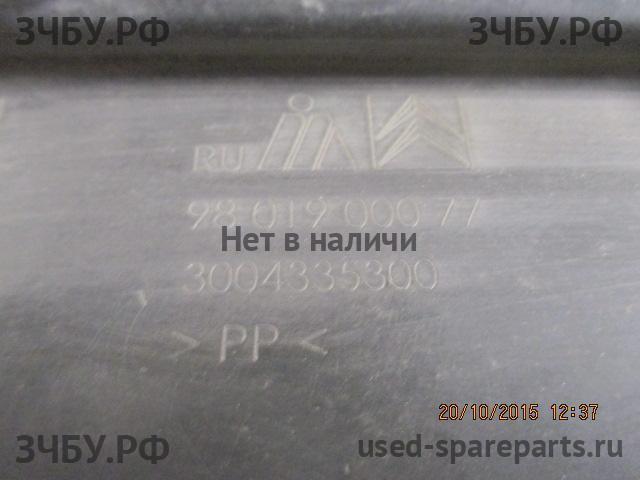 ЗЧБУ.РФ ЗЧБУ.РФ
RU
98 019 000 77
Нет в наличи
3004335300
> PP <
20/10/2015 12:37
ЗЧБУ.РФ used-spareparts.ru